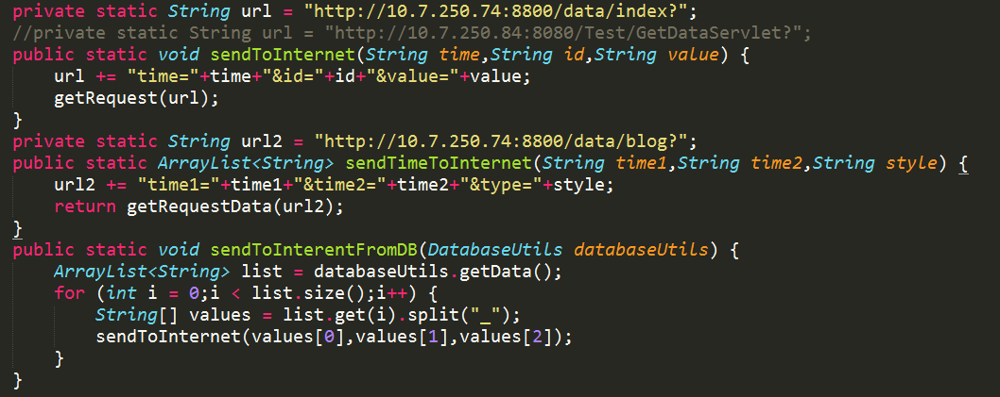 private static String url = "http://10.7.250.74:8800/data/index?";
//private static String url = "http://10.7.250.84:8080/Test/GetDataServlet?";
public static void sendToInternet(String time,String id,String value) {
    url += "time="+time+"&id="+id+"&value="+value;
    getRequest(url);
}
private static String url2 = "http://10.7.250.74:8800/data/blog?";
public static ArrayList<String> sendTimeToInternet(String time1,String time2,String style) {
    url2 += "time1="+time1+"&time2="+time2+"&type="+style;
    return getRequestData(url2);
}
public static void sendToInterentFromDB(DatabaseUtils databaseUtils) {
    ArrayList<String> list = databaseUtils.getData();
    for (int i = 0;i < list.size();i++) {
        String[] values = list.get(i).split("_");
        sendToInternet(values[0],values[1],values[2]);
    }
}